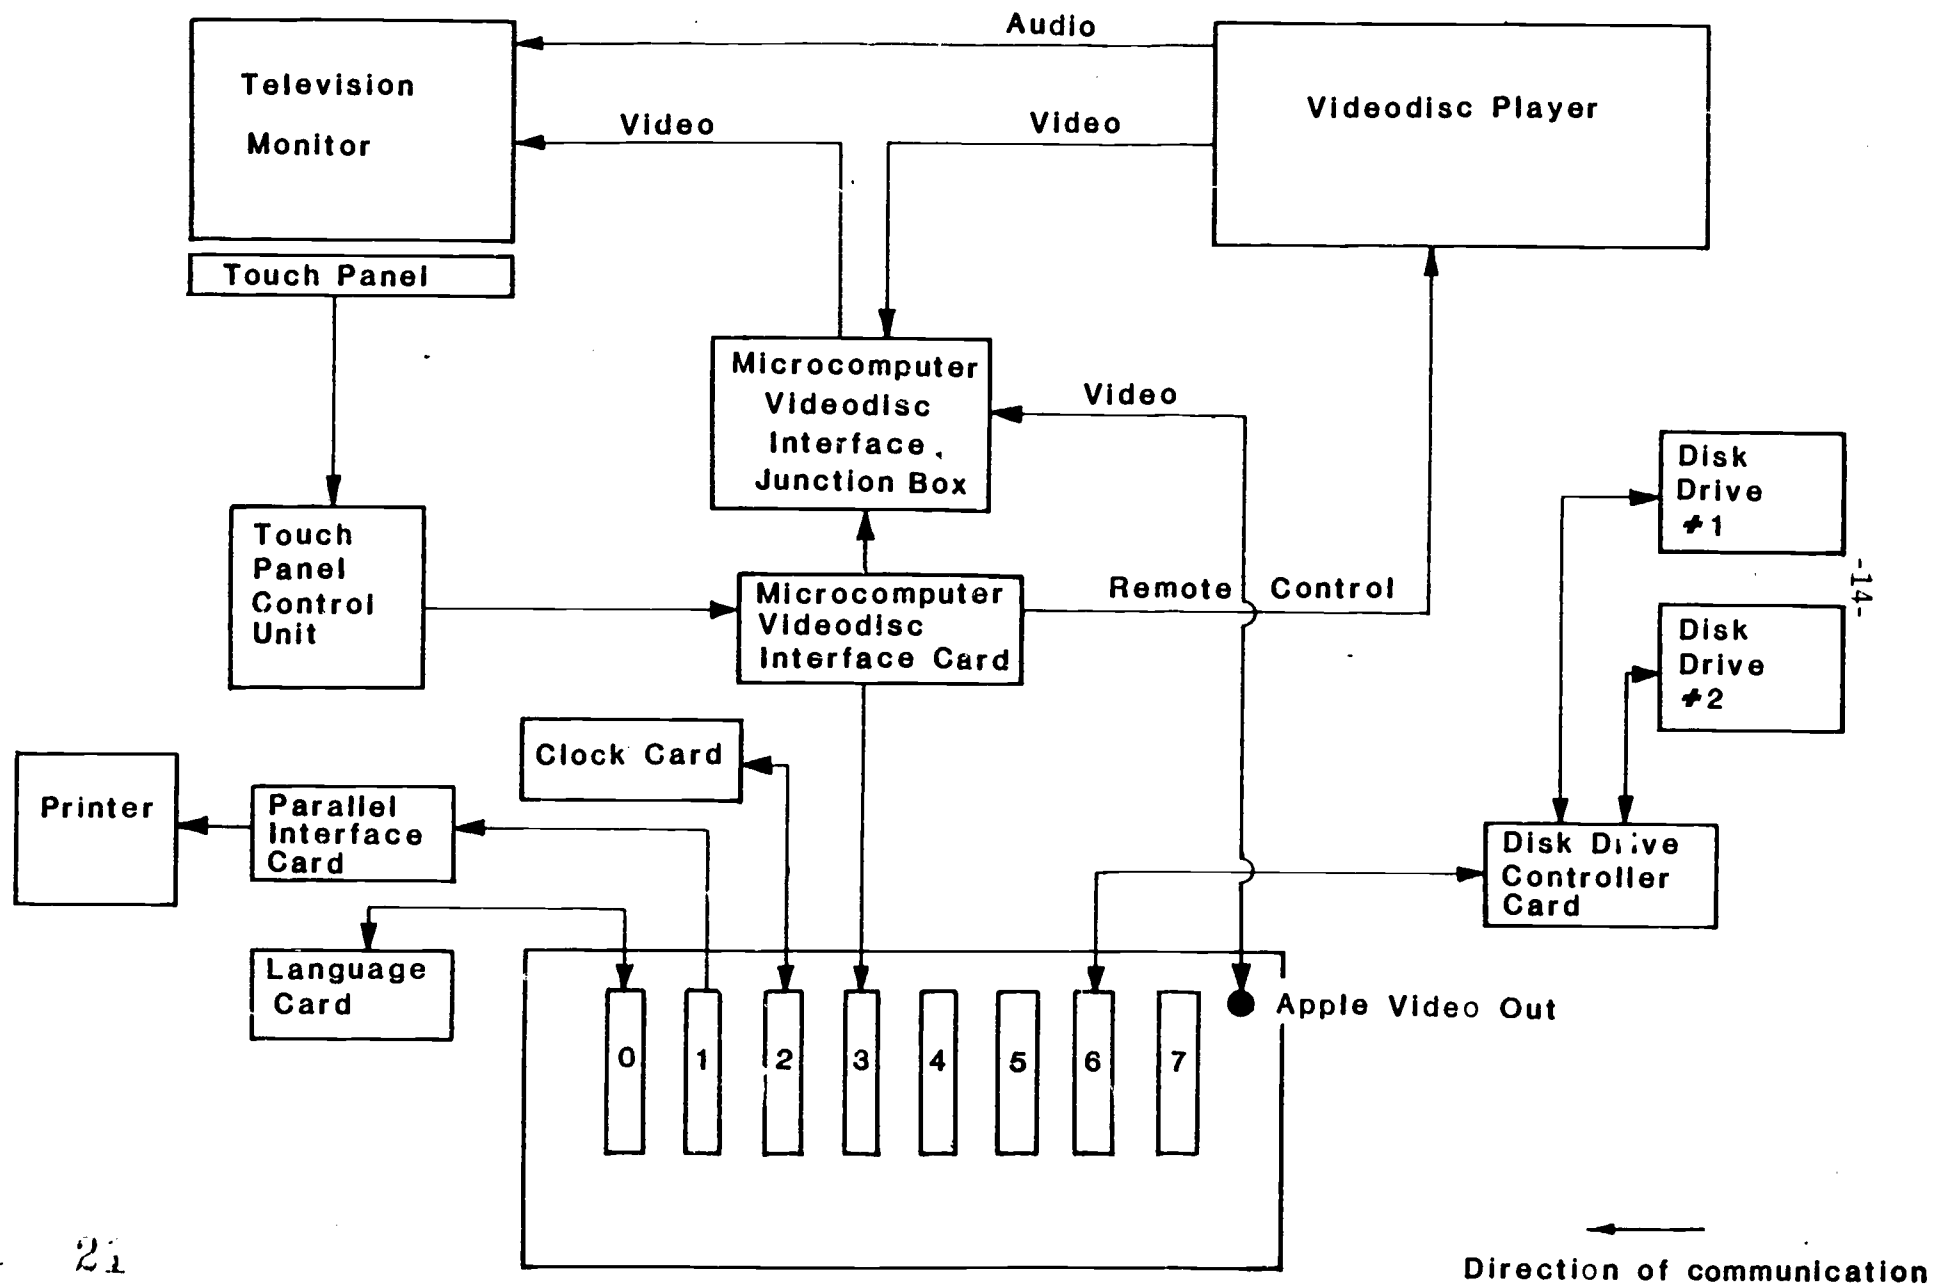 Audio
Television
Monitor
Videodisc Player
Video
Video
Touch Panel
Microcomputer
Videodisc
Interface
Junction Box
Video
Disk
Drive
#1
-14-
Touch
Panel
Control
Unit
Microcomputer
Videodisc
Interface Card
Remote Control
Disk
Drive
#2
Clock Card
Printer
Parallel
Interface
Card
Disk Drive
Controller
Card
Language
Card
Apple Video Out
0 1 2 3 4 5 6 7
Direction of communication